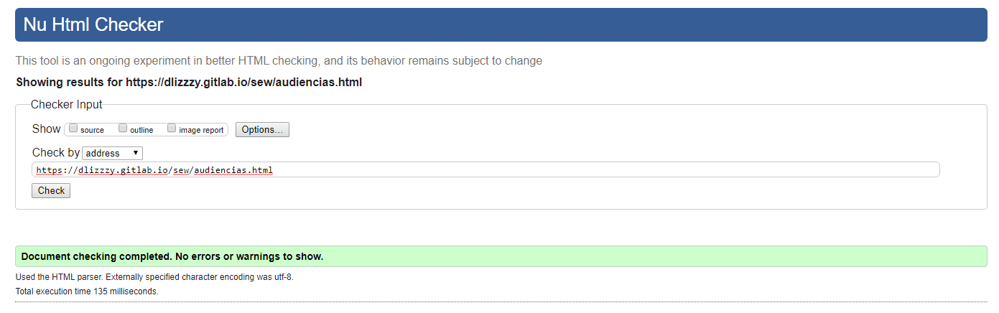 Nu Html Checker
This tool is an ongoing experiment in better HTML checking, and its behavior remains subject to change
Showing results for https://dlizzzy.gitlab.io/sew/audiencias.html
Checker Input
Show source outline image report Options...
Check by address
https://dlizzzy.gitlab.io/sew/audiencias.html
Check
Document checking completed. No errors or warnings to show.
Used the HTML parser. Externally specified character encoding was utf-8.
Total execution time 135 milliseconds.